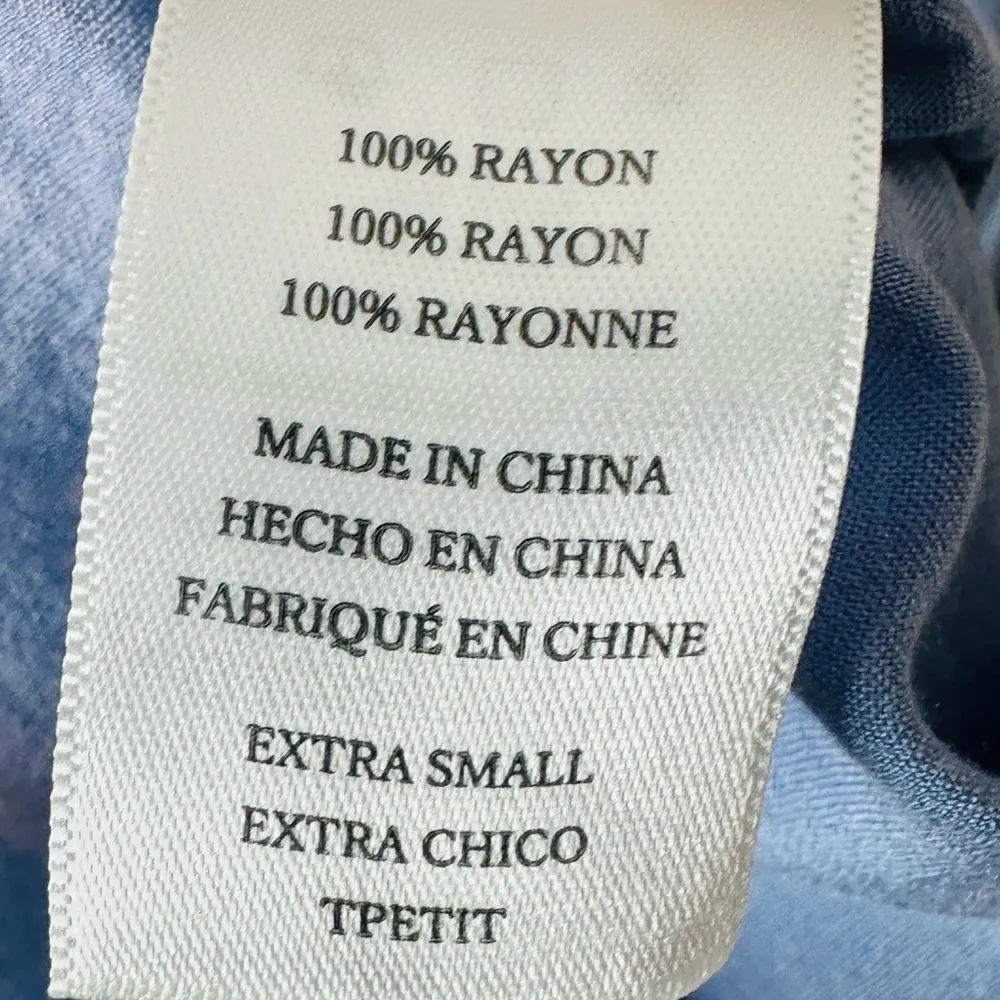 100% RAYON
100% RAYON
100% RAYONNE
MADE IN CHINA
HECHO EN CHINA
FABRIQUÉ EN CHINE
EXTRA SMALL
EXTRA CHICO
TPETIT